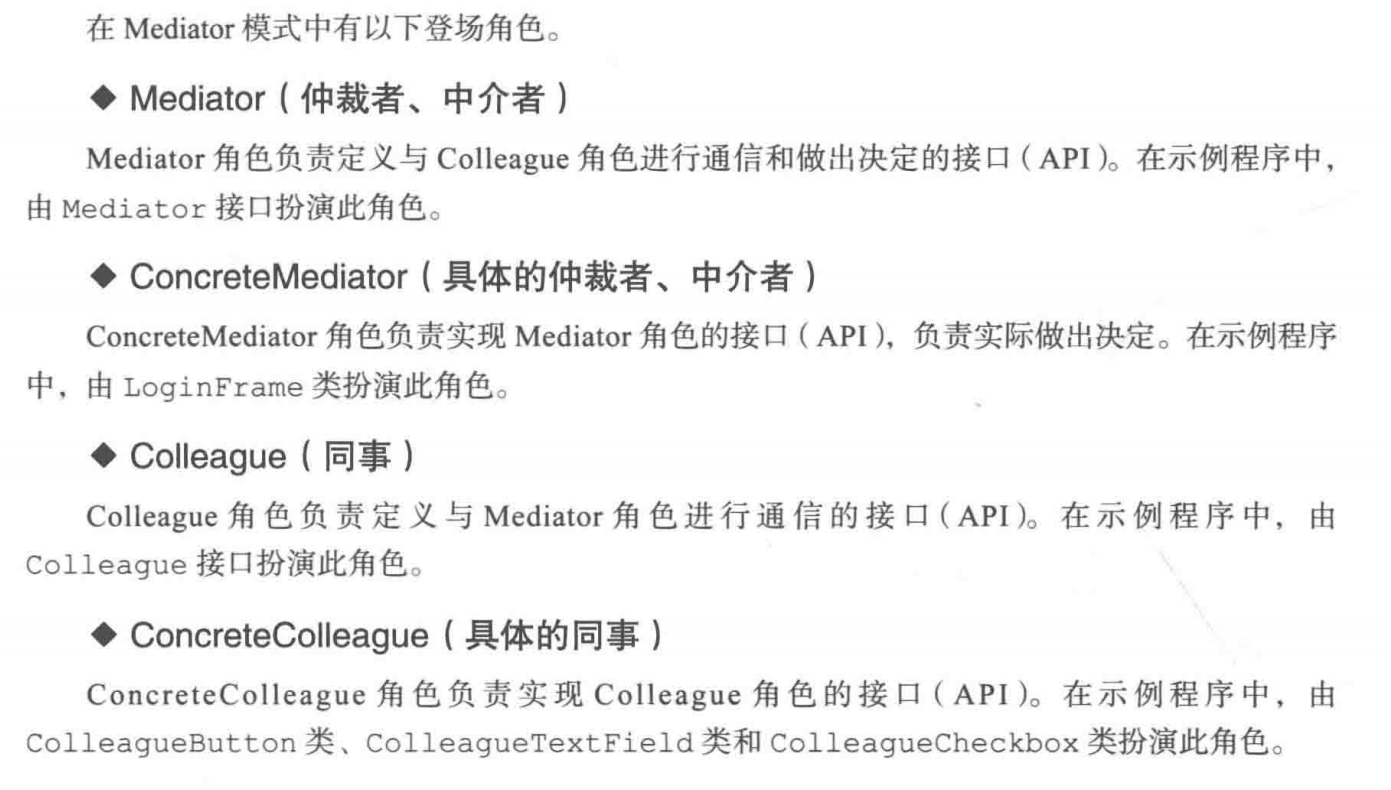 在 Mediator 模式中有以下登场角色。
◆ Mediator(仲裁者、中介者)
Mediator 角色负责定义与 Colleague 角色进行通信和做出决定的接口(API)。在示例程序中,
由 Mediator 接口扮演此角色。
◆ ConcreteMediator(具体的仲裁者、中介者)
ConcreteMediator 角色负责实现 Mediator 角色的接口(API),负责实际做出决定。在示例程序
中,由 LoginFrame 类扮演此角色。
◆ Colleague(同事)
Colleague 角色负责定义与 Mediator 角色进行通信的接口(API)。在示例程序中,由
Colleague 接口扮演此角色。
◆ ConcreteColleague(具体的同事)
ConcreteColleague 角色负责实现 Colleague 角色的接口(API)。在示例程序中,由
ColleagueButton 类、ColleagueTextField 类和 ColleagueCheckbox 类扮演此角色。